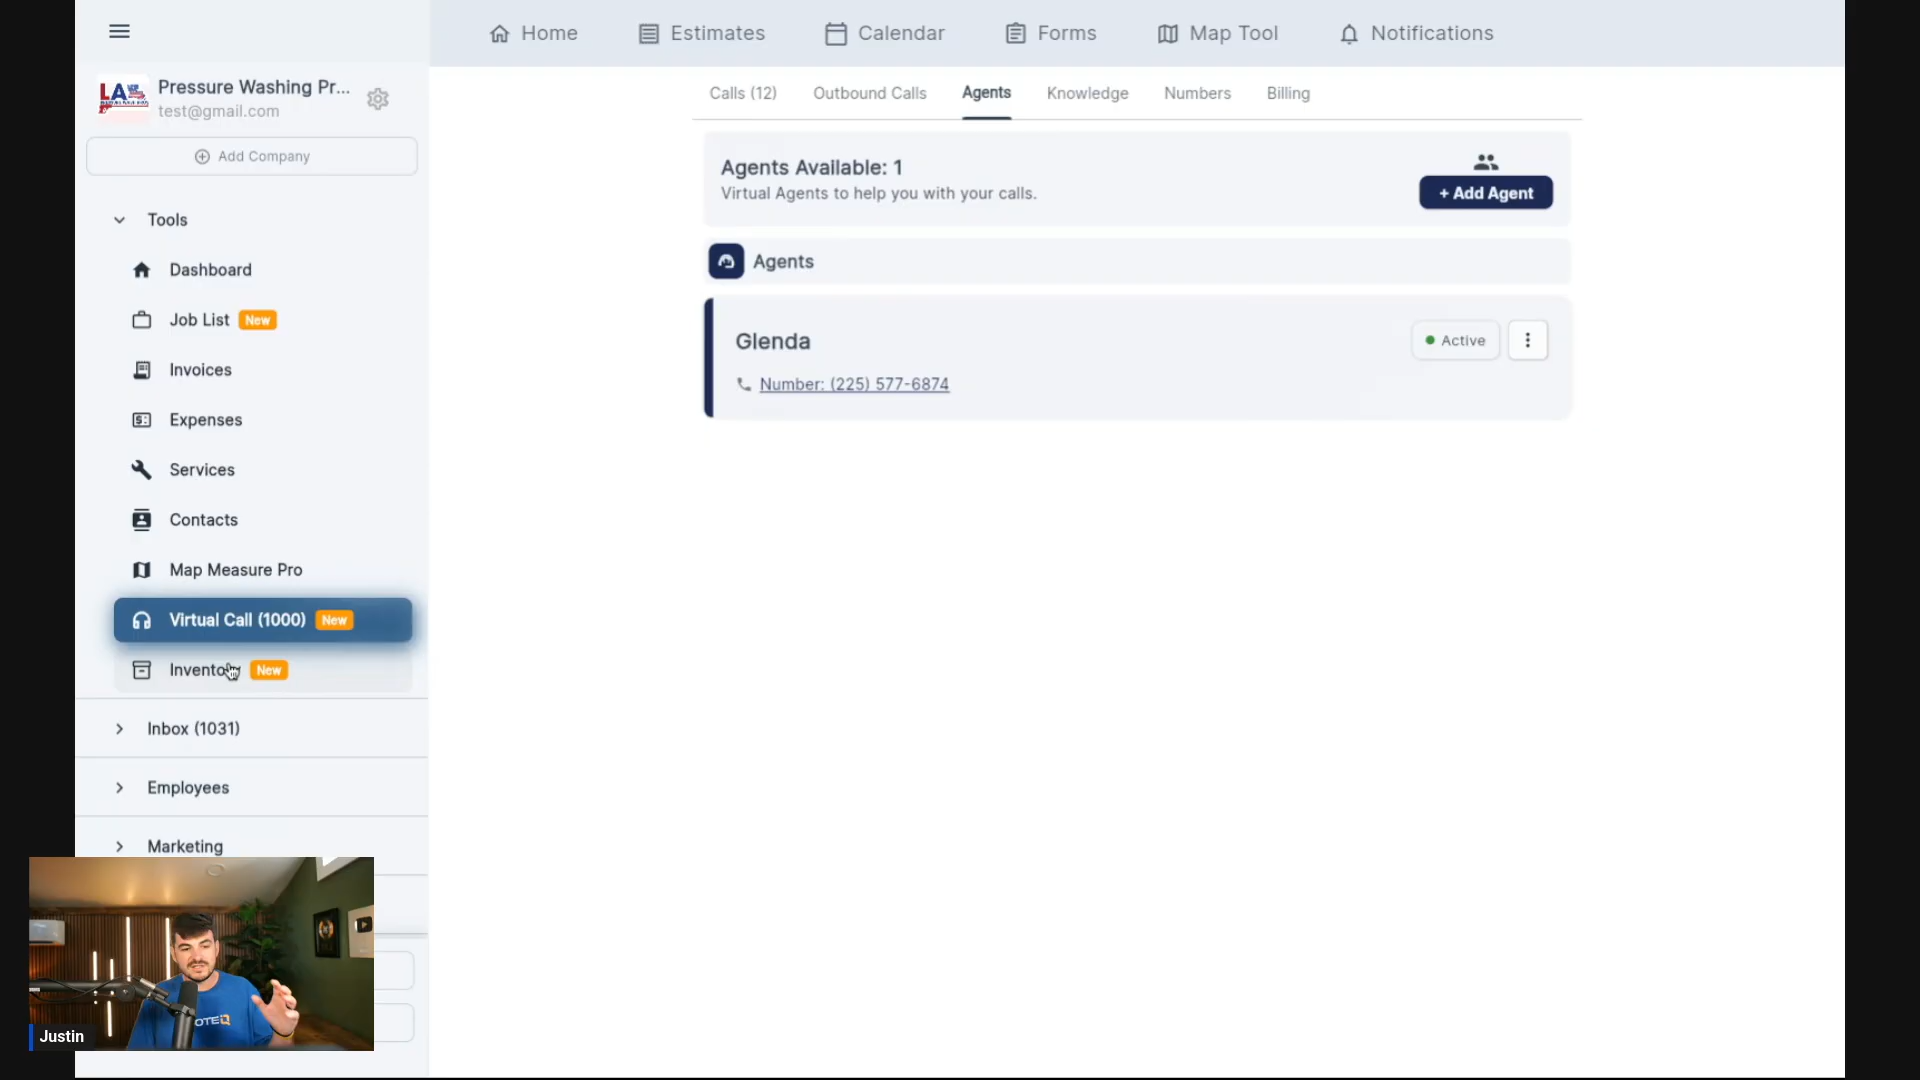 Home
Estimates
Calendar
Forms
Map Tool
Notifications
LA
Pressure Washing Pr...
test@gmail.com
Add Company
Tools
Dashboard
Job List New
Invoices
Expenses
Services
Contacts
Map Measure Pro
Virtual Call (1000) New
New
Inbox (1031)
Employees
Marketing
Calls (12)
Outbound Calls
Agents
Knowledge
Numbers
Billing
Agents Available: 1
Virtual Agents to help you with your calls.
+ Add Agent
Agents
Glenda
Active
Number: (225) 577-6874
Justin